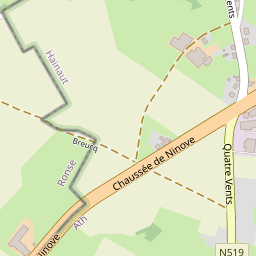 Vents
Hainaut
Breucq
Ronse
Chaussée de Ninove
Quatre Vents
Ath
Ninove
N519